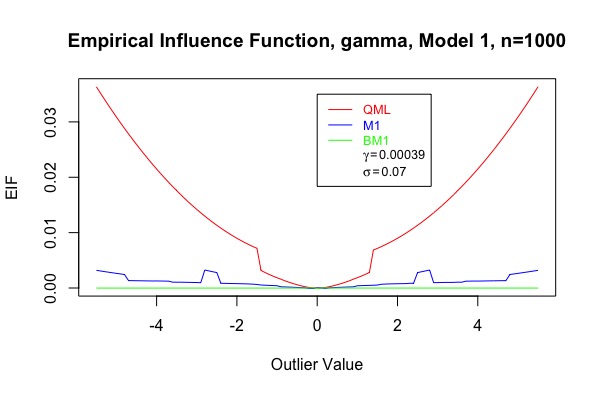 Empirical Influence Function, gamma, Model 1, n=1000
EIF
0.03
0.02
0.01
0.00
QML
M1
BM1
γ=0.00039
σ=0.07
-4 -2 0 2 4
Outlier Value